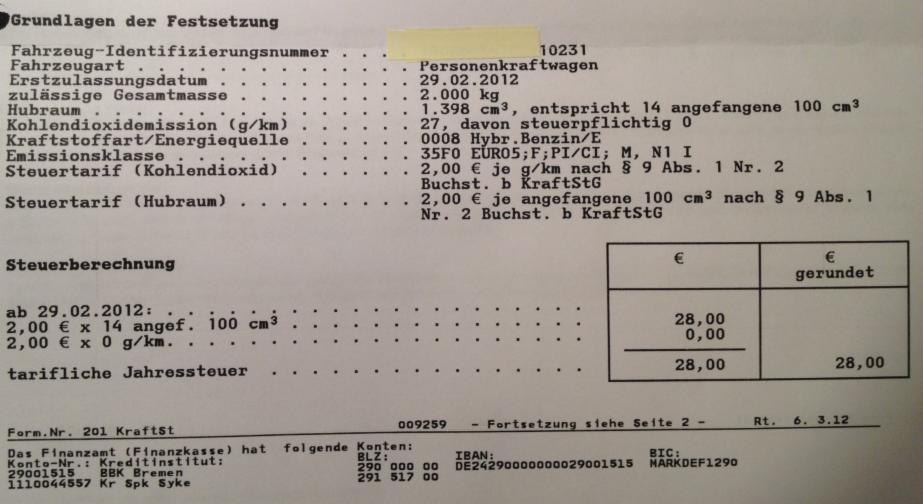 Grundlagen der Festsetzung
Fahrzeug-Identifizierungsnummer . . . 10231
Fahrzeugart . . . . . . . . . . . . . Personenkraftwagen
Erstzulassungsdatum . . . . . . . . . 29.02.2012
zulässige Gesamtmasse . . . . . . . . 2.000 kg
Hubraum . . . . . . . . . . . . . . . 1.398 cm³, entspricht 14 angefangene 100 cm³
Kohlendioxidemission (g/km) . . . . . 27, davon steuerpflichtig 0
Kraftstoffart/Energiequelle . . . . . 0008 Hybr.Benzin/E
Emissionsklasse . . . . . . . . . . . 35F0 EURO5;F;PI/CI; M, N1 I
Steuertarif (Kohlendioxid) . . . . . 2,00 € je g/km nach § 9 Abs. 1 Nr. 2
Buchst. b KraftStG
Steuertarif (Hubraum) . . . . . . . . 2,00 € je angefangene 100 cm³ nach § 9 Abs. 1
Nr. 2 Buchst. b KraftStG
Steuerberechnung € €
gerundet
ab 29.02.2012: . . . . . . . . . . . . . . . .
2,00 € x 14 angef. 100 cm³ . . . . . . . . . . 28,00
2,00 € x 0 g/km. . . . . . . . . . . . . . . . 0,00
tarifliche Jahressteuer . . . . . . . . . . . 28,00 28,00
Form.Nr. 201 KraftSt 009259 - Fortsetzung siehe Seite 2 - Rt. 6. 3.12
Das Finanzamt (Finanzkasse) hat folgende Konten:
Konto-Nr.: Kreditinstitut: BLZ: IBAN: BIC:
29001515 BBK Bremen 290 000 00 DE24290000000029001515 MARKDEF1290
1110044557 Kr Spk Syke 291 517 00